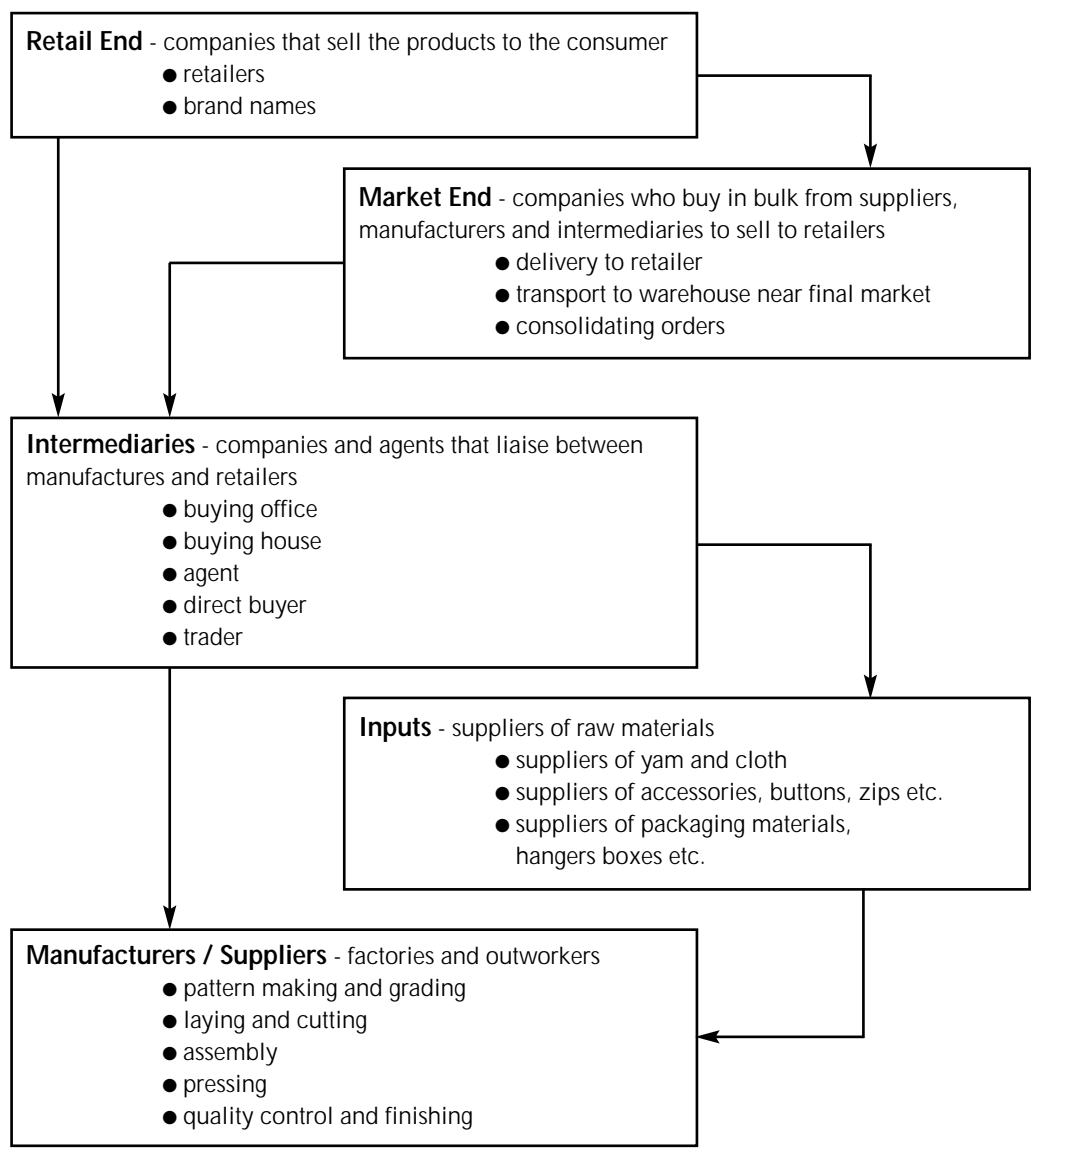 Retail End - companies that sell the products to the consumer
● retailers
● brand names
Market End - companies who buy in bulk from suppliers,
manufacturers and intermediaries to sell to retailers
● delivery to retailer
● transport to warehouse near final market
● consolidating orders
Intermediaries - companies and agents that liaise between
manufactures and retailers
● buying office
● buying house
● agent
● direct buyer
● trader
Inputs - suppliers of raw materials
● suppliers of yam and cloth
● suppliers of accessories, buttons, zips etc.
● suppliers of packaging materials,
hangers boxes etc.
Manufacturers / Suppliers - factories and outworkers
● pattern making and grading
● laying and cutting
● assembly
● pressing
● quality control and finishing